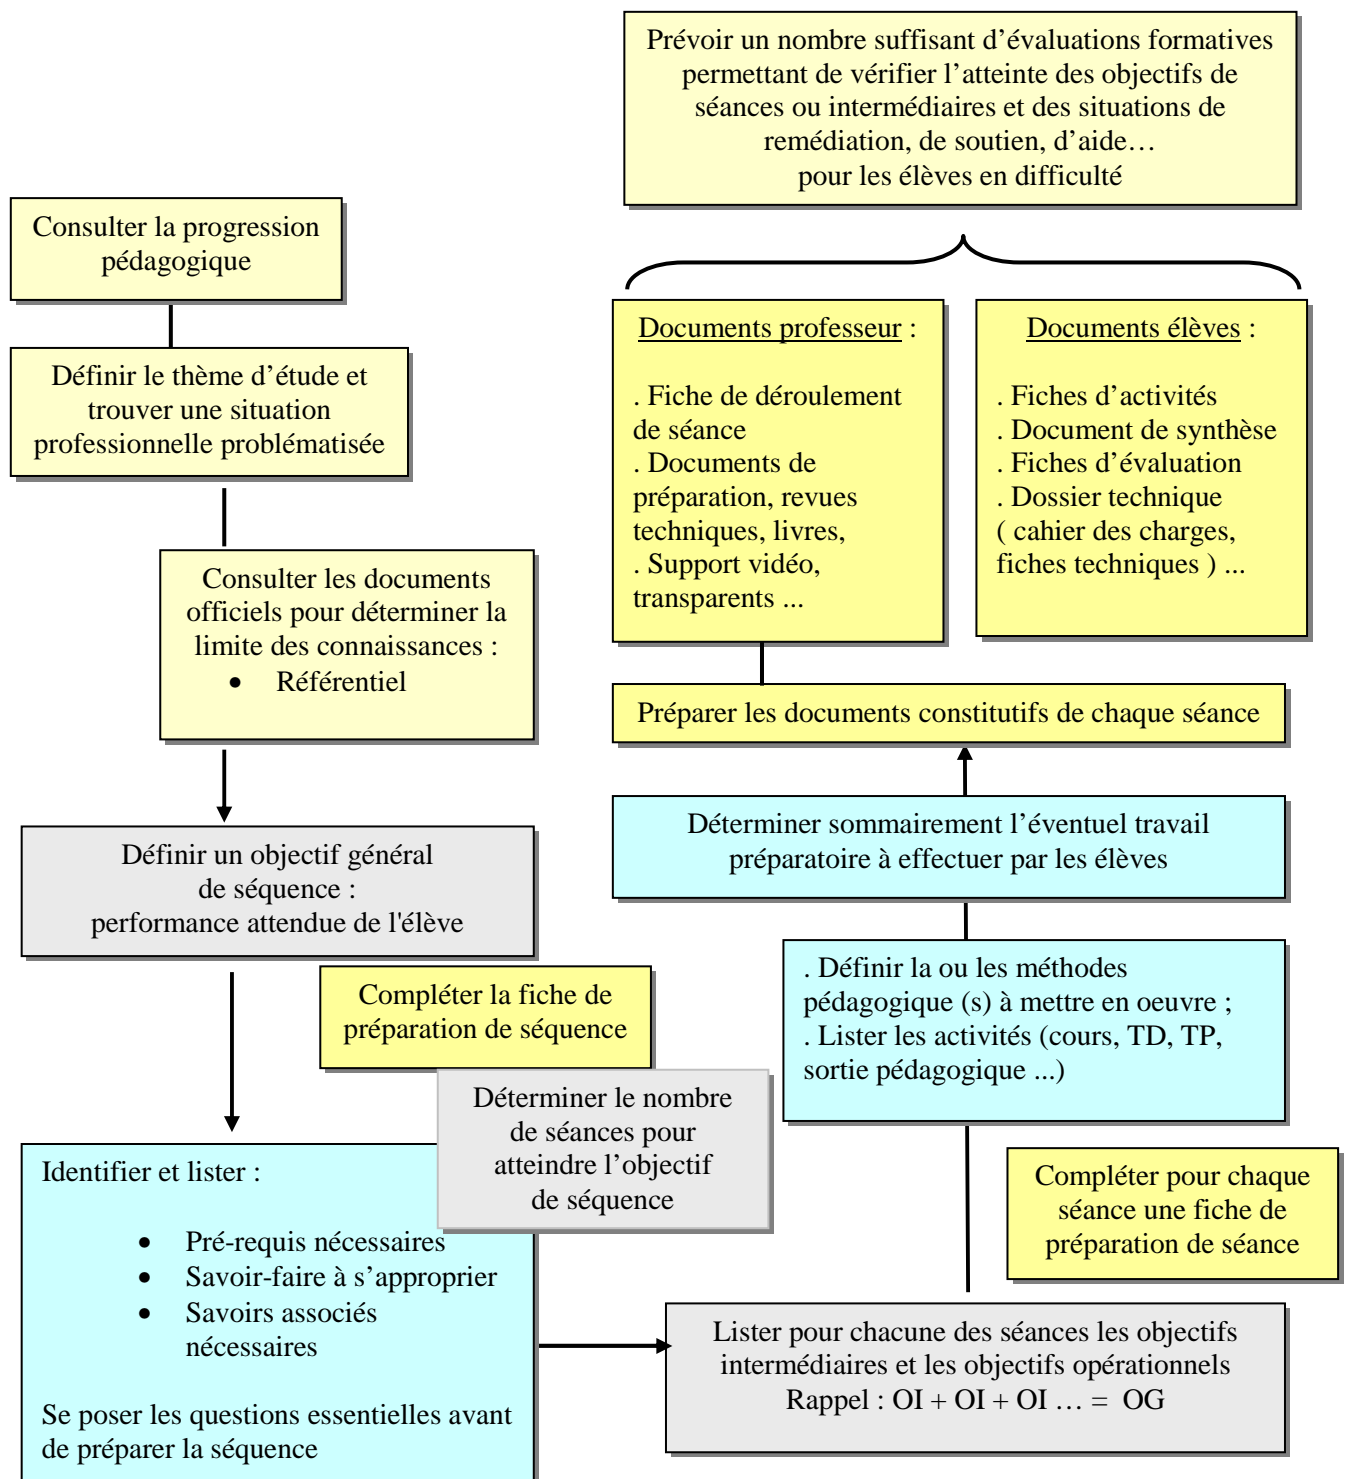 Prévoir un nombre suffisant d’évaluations formatives
permettant de vérifier l’atteinte des objectifs de
séances ou intermédiaires et des situations de
remédiation, de soutien, d’aide…
pour les élèves en difficulté
Consulter la progression
pédagogique
Définir le thème d’étude et
trouver une situation
professionnelle problématisée
Consulter les documents
officiels pour déterminer la
limite des connaissances :
• Référentiel
Définir un objectif général
de séquence :
performance attendue de l'élève
Compléter la fiche de
préparation de séquence
Déterminer le nombre
de séances pour
atteindre l’objectif
de séquence
Identifier et lister :
• Pré-requis nécessaires
• Savoir-faire à s’approprier
• Savoirs associés
nécessaires
Se poser les questions essentielles avant
de préparer la séquence
Documents professeur :
. Fiche de déroulement
de séance
. Documents de
préparation, revues
techniques, livres,
. Support vidéo,
transparents ...
Documents élèves :
. Fiches d’activités
. Document de synthèse
. Fiches d’évaluation
. Dossier technique
( cahier des charges,
fiches techniques ) ...
Préparer les documents constitutifs de chaque séance
Déterminer sommairement l’éventuel travail
préparatoire à effectuer par les élèves
. Définir la ou les méthodes
pédagogique (s) à mettre en oeuvre ;
. Lister les activités (cours, TD, TP,
sortie pédagogique ...)
Compléter pour chaque
séance une fiche de
préparation de séance
Lister pour chacune des séances les objectifs
intermédiaires et les objectifs opérationnels
Rappel : OI + OI + OI … = OG